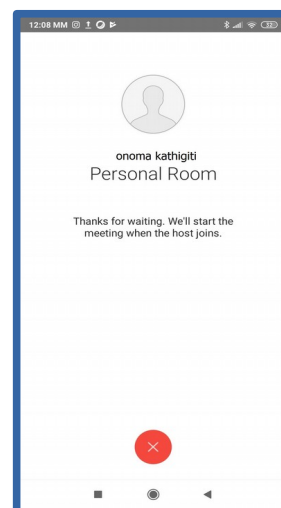 12:08 MM
onoma kathigiti
Personal Room
Thanks for waiting. We'll start the
meeting when the host joins.